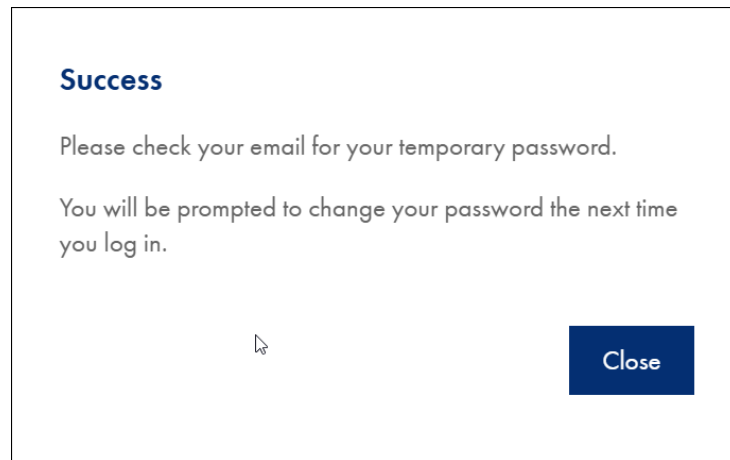 Success
Please check your email for your temporary password.
You will be prompted to change your password the next time
you log in.
Close